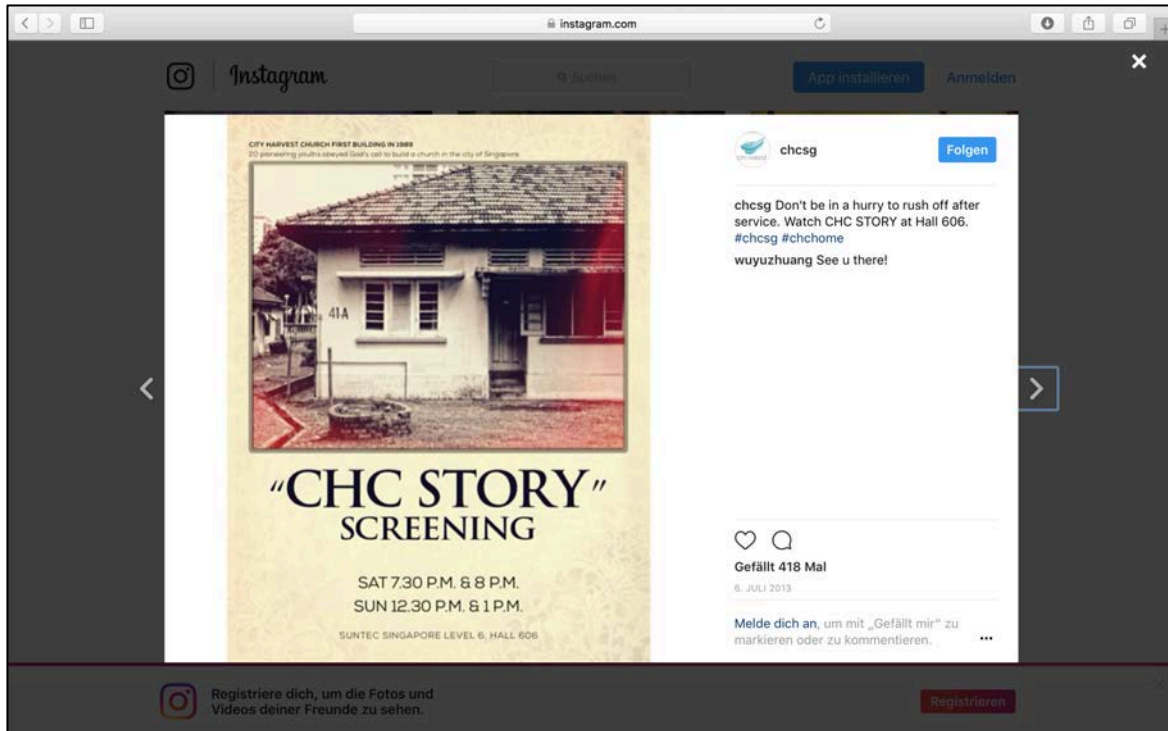 instagram.com
Instagram
Suchen
App installieren
Anmelden
CITY HARVEST CHURCH FIRST BUILDING IN 1989
20 pioneering youths obeyed God's call to build a church in the city of Singapore.
41A
"CHC STORY"
SCREENING
SAT 7.30 P.M. & 8 P.M.
SUN 12.30 P.M. & 1 P.M.
SUNTEC SINGAPORE LEVEL 6, HALL 606
CITY HARVEST
chcsg
Folgen
chcsg Don't be in a hurry to rush off after
service. Watch CHC STORY at Hall 606.
#chcsg #chchome
wuyuzhuang See u there!
Gefällt 418 Mal
6. JULI 2013
Melde dich an, um mit „Gefällt mir" zu
markieren oder zu kommentieren.
Registriere dich, um die Fotos und
Videos deiner Freunde zu sehen.
Registrieren